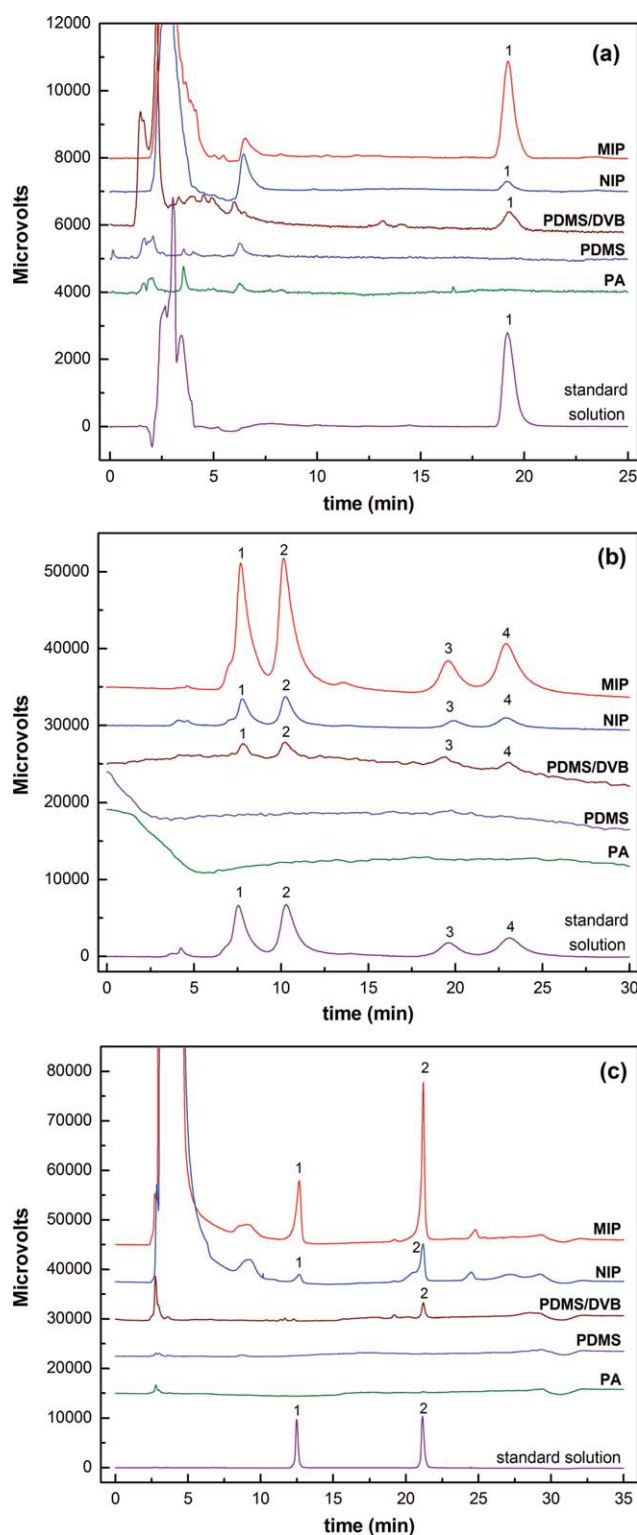 (a)
Microvolts
12000
10000
8000
6000
4000
2000
0
1
MIP
1
NIP
1
PDMS/DVB
PDMS
PA
1
standard
solution
0 5 10 15 20 25
time (min)
(b)
Microvolts
50000
40000
30000
20000
10000
0
1 2 3 4
MIP
1 2 3 4
NIP
1 2 3 4
PDMS/DVB
PDMS
PA
1 2 3 4
standard
solution
0 5 10 15 20 25 30
time (min)
(c)
Microvolts
80000
70000
60000
50000
40000
30000
20000
10000
0
1 2
MIP
1 2
NIP
2
PDMS/DVB
PDMS
PA
1 2
standard solution
0 5 10 15 20 25 30 35
time (min)